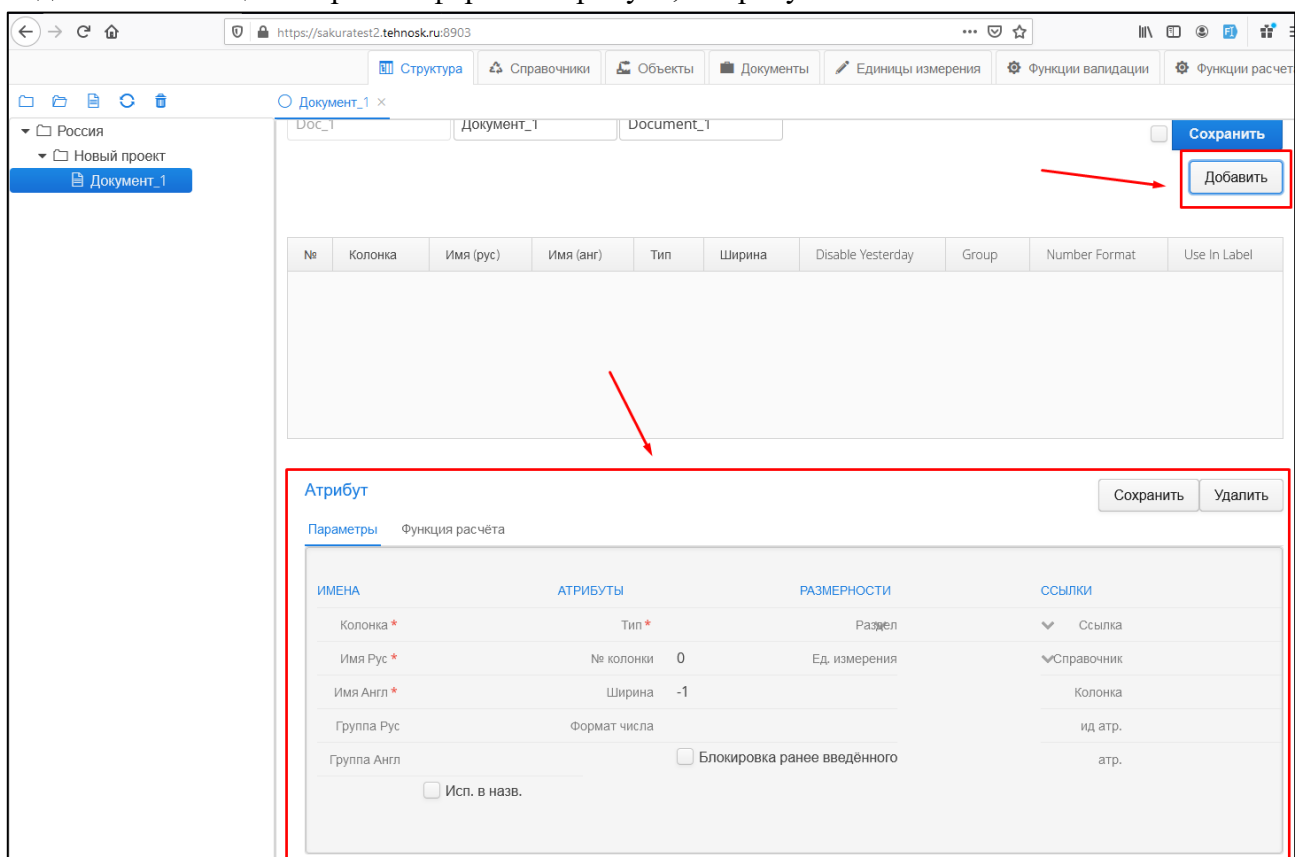 https://sakuratest2.tehnosk.ru:8903
Структура Справочники Объекты Документы Единицы измерения Функции валидации Функции расчет
Документ_1 ×
Россия
Новый проект
Документ_1
Doc_1 Документ_1 Document_1 Сохранить
Добавить
№ Колонка Имя (рус) Имя (анг) Тип Ширина Disable Yesterday Group Number Format Use In Label
Атрибут Сохранить Удалить
Параметры Функция расчёта
ИМЕНА АТРИБУТЫ РАЗМЕРНОСТИ ССЫЛКИ
Колонка * Тип * Раздел Ссылка
Имя Рус * № колонки 0 Ед. измерения Справочник
Имя Англ * Ширина -1 Колонка
Группа Рус Формат числа ид атр.
Группа Англ Блокировка ранее введённого атр.
Исп. в назв.